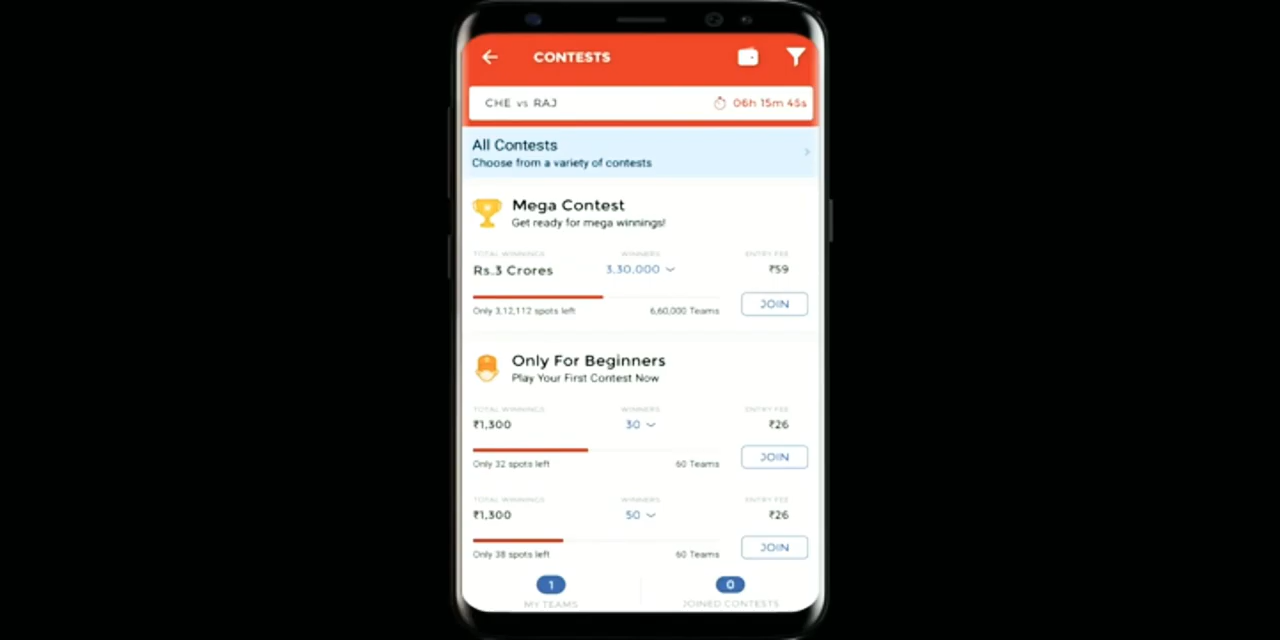 CONTESTS
CHE vs RAJ 06h 15m 45s
All Contests
Choose from a variety of contests
Mega Contest
Get ready for mega winnings!
TOTAL WINNINGS WINNERS ENTRY FEE
Rs.3 Crores 3,30,000 ₹59
JOIN
Only 3,12,112 spots left 6,60,000 Teams
Only For Beginners
Play Your First Contest Now
TOTAL WINNINGS WINNERS ENTRY FEE
₹1,300 30 ₹26
JOIN
Only 32 spots left 60 Teams
TOTAL WINNINGS WINNERS ENTRY FEE
₹1,300 50 ₹26
JOIN
Only 38 spots left 60 Teams
1 0
MY TEAMS JOINED CONTESTS